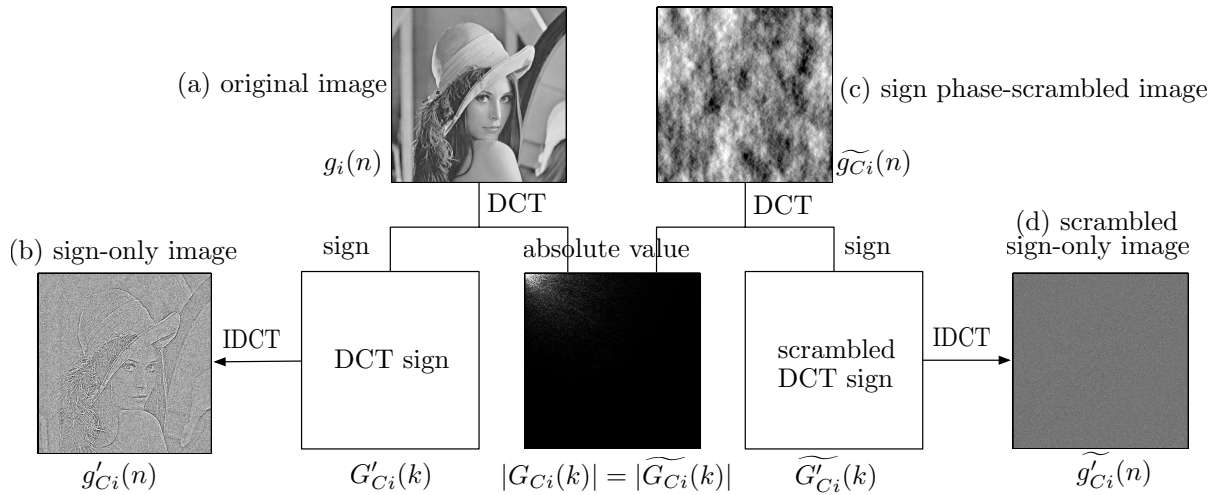 (a) original image
g_i(n)
(c) sign phase-scrambled image
\widetilde{g_{Ci}}(n)
DCT
DCT
(b) sign-only image
sign
absolute value
sign
(d) scrambled
sign-only image
IDCT
DCT sign
scrambled
DCT sign
IDCT
g'_{Ci}(n)
G'_{Ci}(k)
|G_{Ci}(k)| = |\widetilde{G_{Ci}}(k)|
\widetilde{G'_{Ci}}(k)
\widetilde{g'_{Ci}}(n)